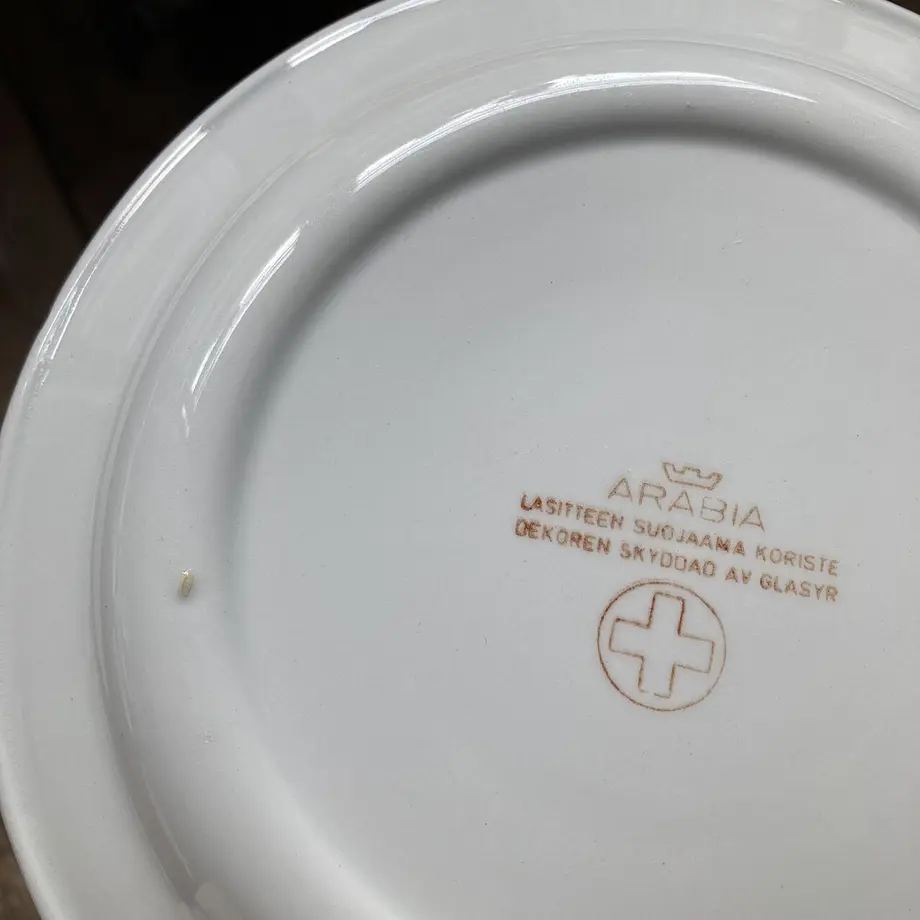 ARABIA
LASITTEEN SUOJAAMA KORISTE
DEKOREN SKYDDAD AV GLASYR